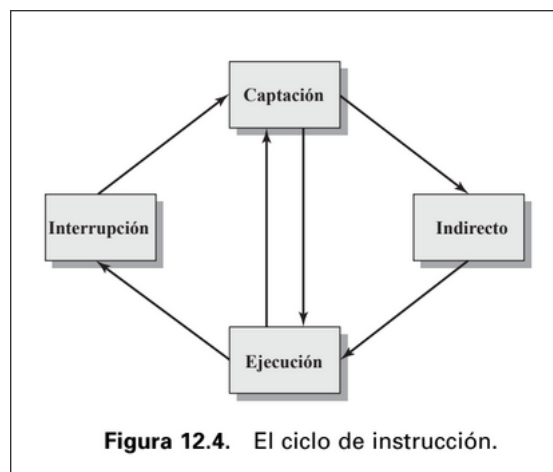 Captación
Interrupción
Indirecto
Ejecución
Figura 12.4. El ciclo de instrucción.